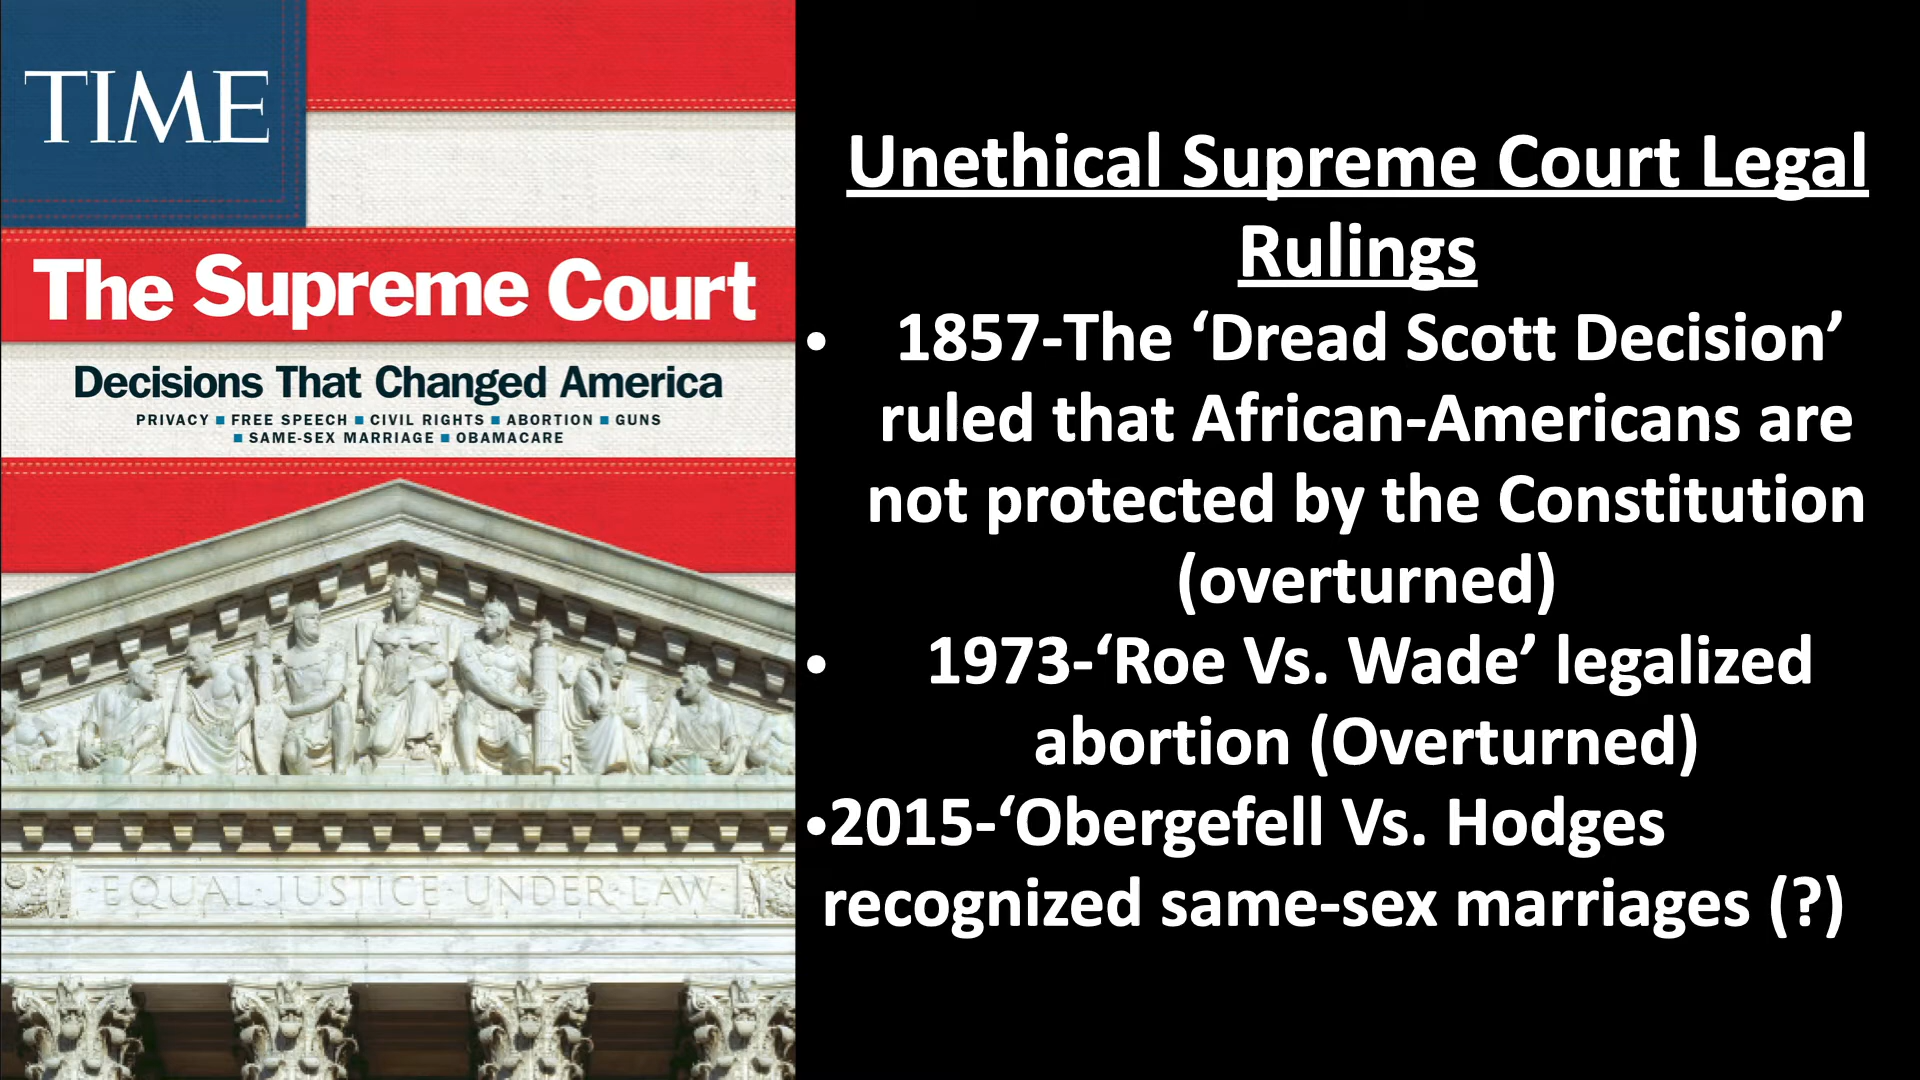 TIME
The Supreme Court
Decisions That Changed America
PRIVACY ■ FREE SPEECH ■ CIVIL RIGHTS ■ ABORTION ■ GUNS
■ SAME-SEX MARRIAGE ■ OBAMACARE
EQUAL·JUSTICE·UNDER·LAW
Unethical Supreme Court Legal
Rulings
• 1857-The ‘Dread Scott Decision’
ruled that African-Americans are
not protected by the Constitution
(overturned)
• 1973-‘Roe Vs. Wade’ legalized
abortion (Overturned)
•2015-‘Obergefell Vs. Hodges
recognized same-sex marriages (?)